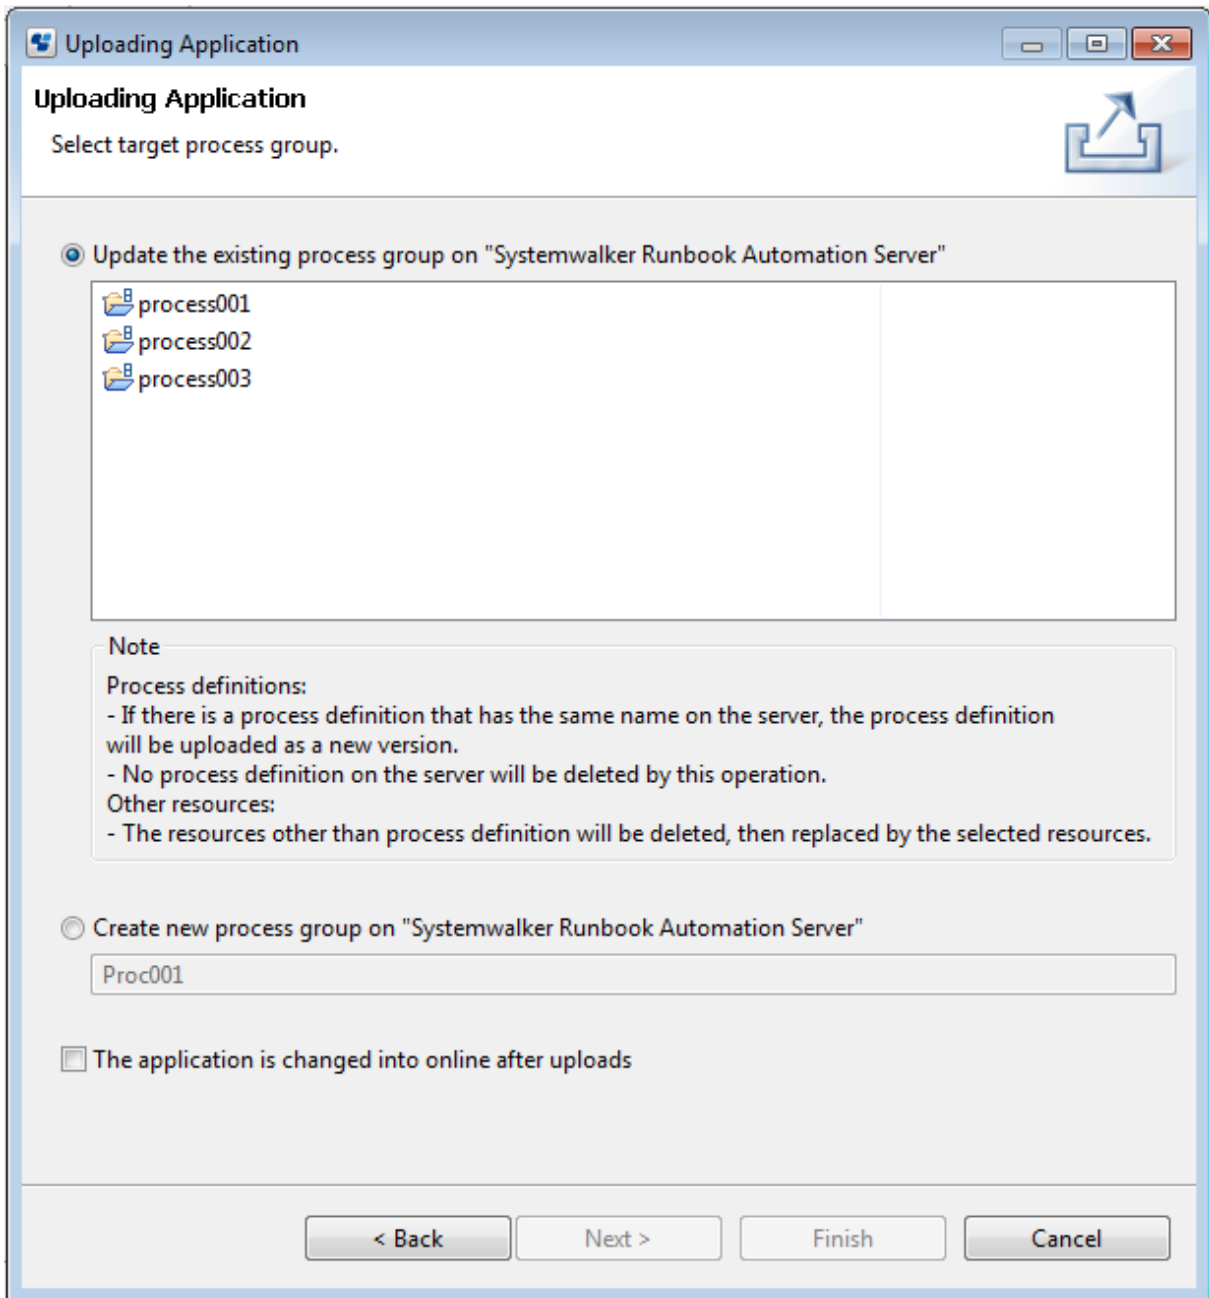 Uploading Application
Uploading Application
Select target process group.
Update the existing process group on "Systemwalker Runbook Automation Server"
process001
process002
process003
Note
Process definitions:
- If there is a process definition that has the same name on the server, the process definition
will be uploaded as a new version.
- No process definition on the server will be deleted by this operation.
Other resources:
- The resources other than process definition will be deleted, then replaced by the selected resources.
Create new process group on "Systemwalker Runbook Automation Server"
Proc001
The application is changed into online after uploads
< Back Next > Finish Cancel